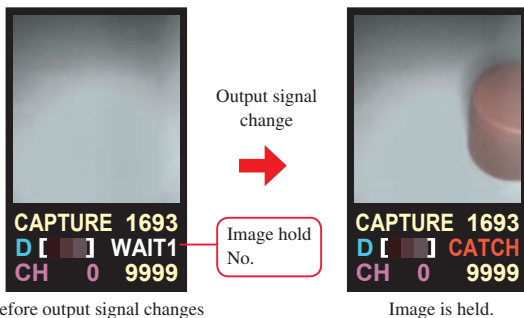 CAPTURE 1693
D [ ] WAIT1
CH 0 9999
efore output signal changes
Output signal
change
Image hold
No.
CAPTURE 1693
D [ ] CATCH
CH 0 9999
Image is held.